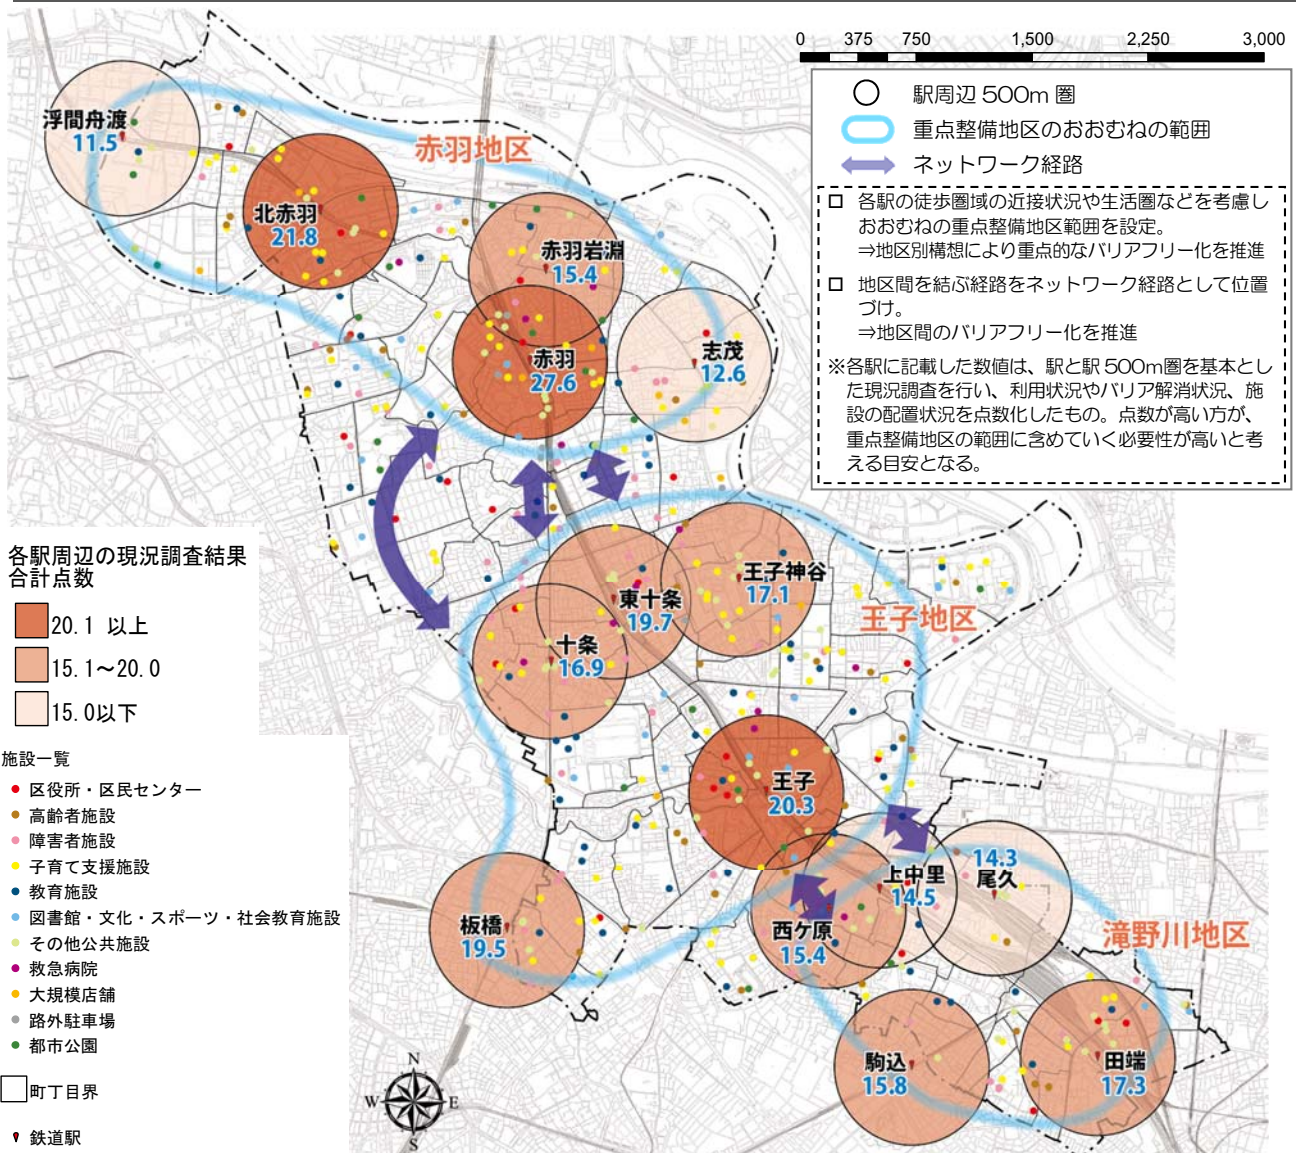 0 375 750 1,500 2,250 3,000
駅周辺 500m 圏
重点整備地区のおおむねの範囲
ネットワーク経路
□ 各駅の徒歩圏域の近接状況や生活圏などを考慮し
おおむねの重点整備地区範囲を設定。
⇒地区別構想により重点的なバリアフリー化を推進
□ 地区間を結ぶ経路をネットワーク経路として位置
づけ。
⇒地区間のバリアフリー化を推進
※各駅に記載した数値は、駅と駅 500m圏を基本とし
た現況調査を行い、利用状況やバリア解消状況、施
設の配置状況を点数化したもの。点数が高い方が、
重点整備地区の範囲に含めていく必要性が高いと考
える目安となる。
浮間舟渡
11.5
赤羽地区
北赤羽
21.8
赤羽岩淵
15.4
赤羽
27.6
志茂
12.6
王子神谷
17.1
東十条
19.7
王子地区
十条
16.9
王子
20.3
板橋
19.5
上中里
14.5
14.3
尾久
西ケ原
15.4
滝野川地区
駒込
15.8
田端
17.3
各駅周辺の現況調査結果
合計点数
20.1 以上
15.1～20.0
15.0以下
施設一覧
区役所・区民センター
高齢者施設
障害者施設
子育て支援施設
教育施設
図書館・文化・スポーツ・社会教育施設
その他公共施設
救急病院
大規模店舗
路外駐車場
都市公園
町丁目界
鉄道駅
N
W E
S